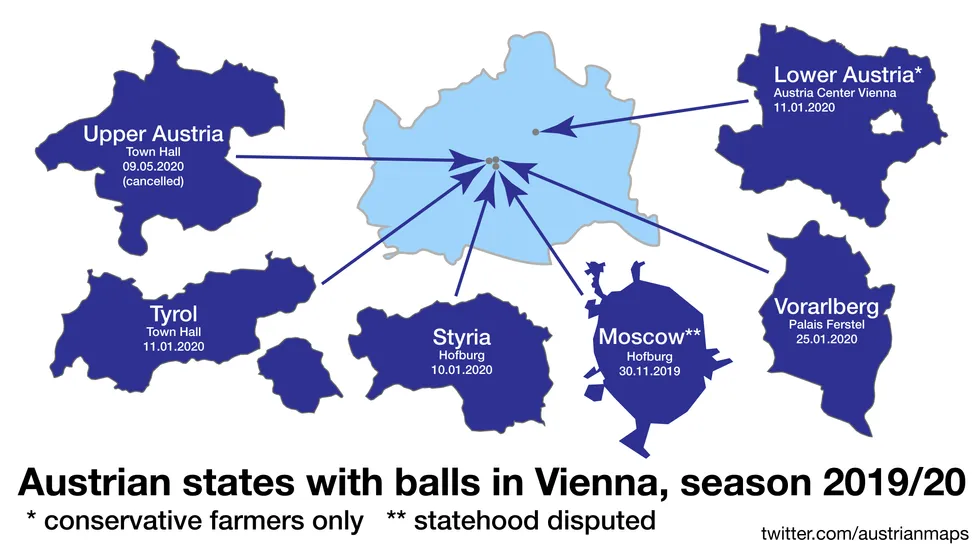 Upper Austria
Town Hall
09.05.2020
(cancelled)
Lower Austria*
Austria Center Vienna
11.01.2020
Tyrol
Town Hall
11.01.2020
Styria
Hofburg
10.01.2020
Moscow**
Hofburg
30.11.2019
Vorarlberg
Palais Ferstel
25.01.2020
Austrian states with balls in Vienna, season 2019/20
* conservative farmers only ** statehood disputed
twitter.com/austrianmaps